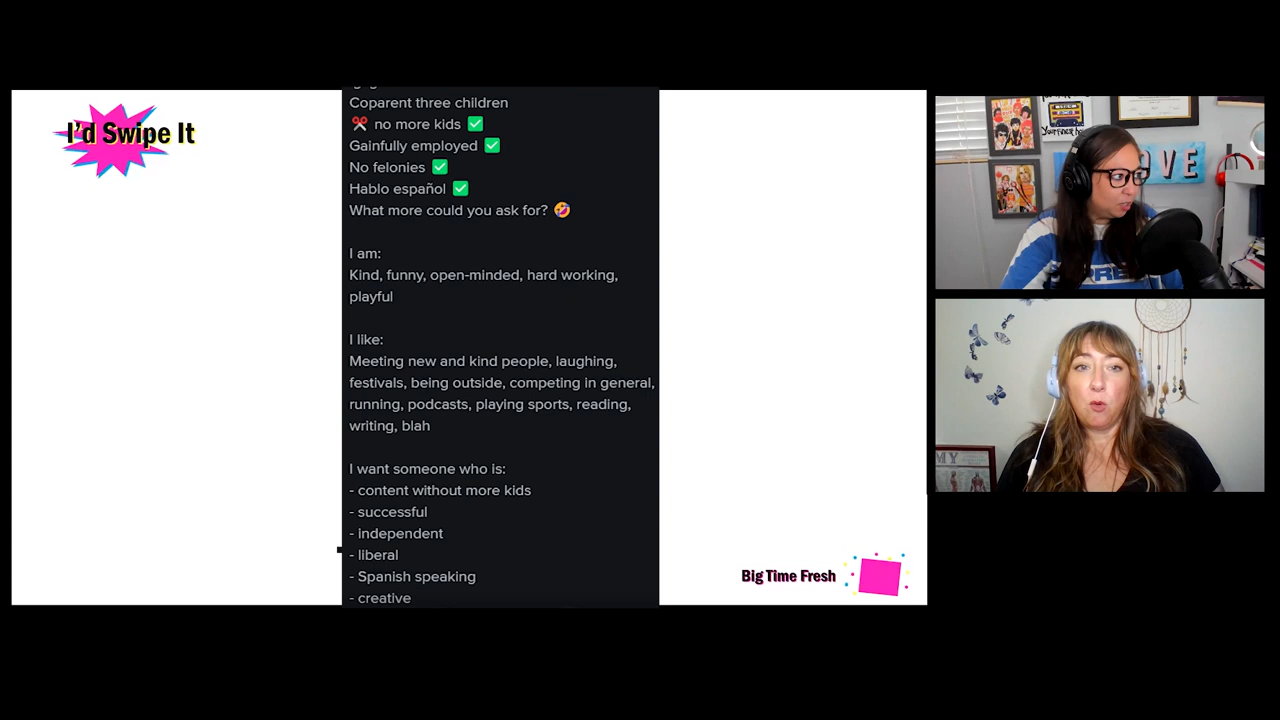 I'd Swipe It
Coparent three children
✂️ no more kids ✅
Gainfully employed ✅
No felonies ✅
Hablo español ✅
What more could you ask for? 🤣
I am:
Kind, funny, open-minded, hard working,
playful
I like:
Meeting new and kind people, laughing,
festivals, being outside, competing in general,
running, podcasts, playing sports, reading,
writing, blah
I want someone who is:
- content without more kids
- successful
- independent
- liberal
- Spanish speaking
- creative
Big Time Fresh